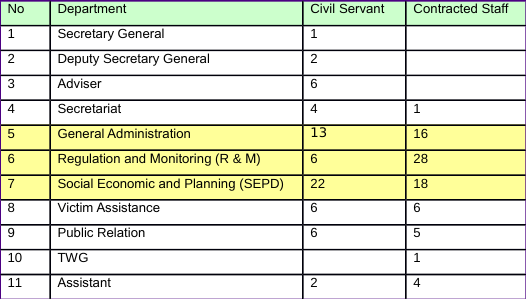 No Department Civil Servant Contracted Staff
1 Secretary General 1
2 Deputy Secretary General 2
3 Adviser 6
4 Secretariat 4 1
5 General Administration 13 16
6 Regulation and Monitoring (R & M) 6 28
7 Social Economic and Planning (SEPD) 22 18
8 Victim Assistance 6 6
9 Public Relation 6 5
10 TWG 1
11 Assistant 2 4